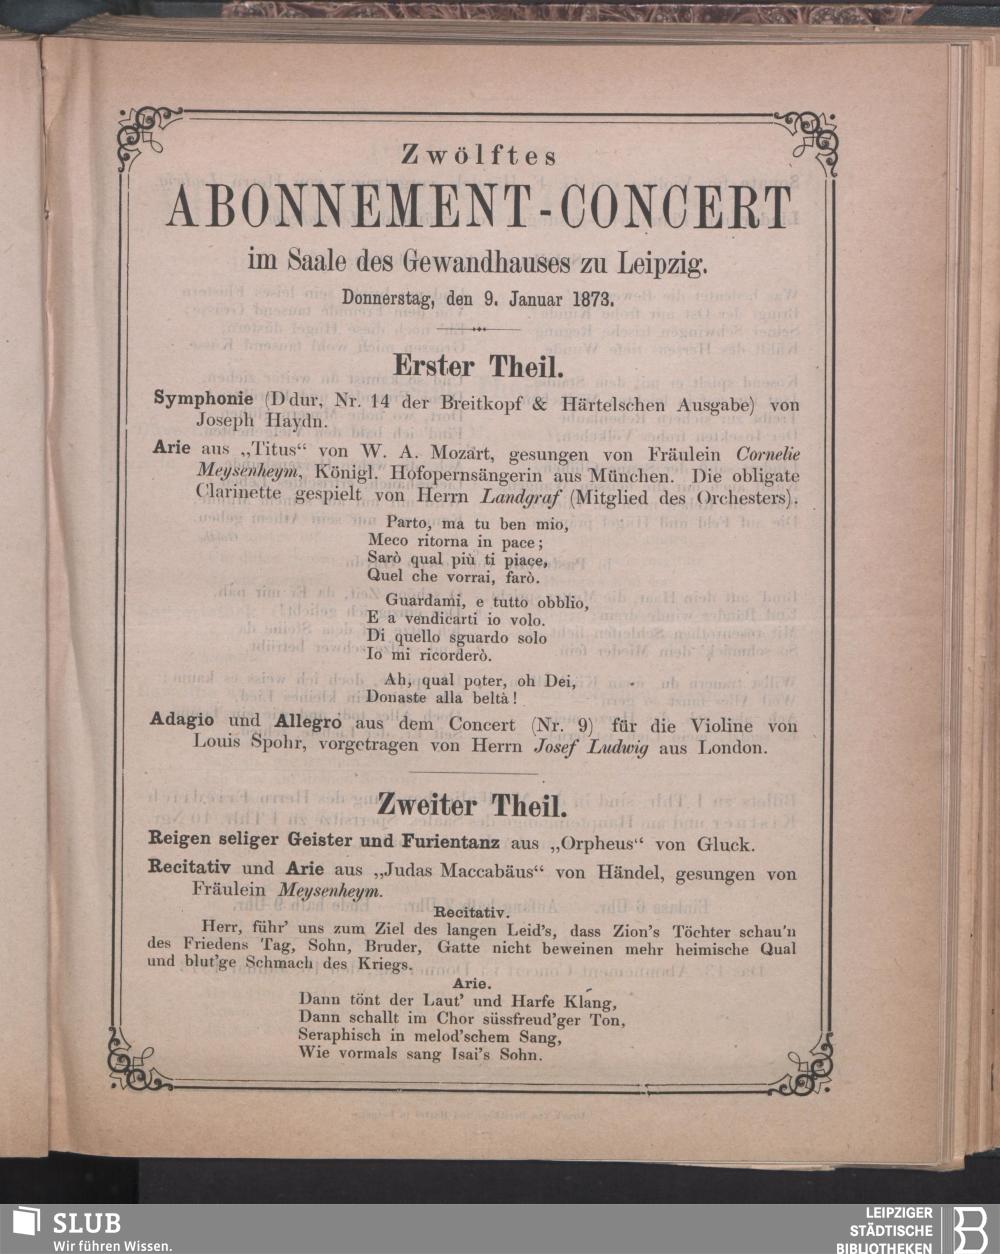 Zwölftes
ABONNEMENT-CONCERT
im Saale des Gewandhauses zu Leipzig.
Donnerstag, den 9. Januar 1873.
Erster Theil.
Symphonie (D dur, Nr. 14 der Breitkopf & Härtelschen Ausgabe) von
Joseph Haydn.
Arie aus „Titus“ von W. A. Mozart, gesungen von Fräulein Cornelie
Meysenheym, Königl. Hofopernsängerin aus München. Die obligate
Clarinette gespielt von Herrn Landgraf (Mitglied des Orchesters).
Parto, ma tu ben mio,
Meco ritorna in pace;
Sarò qual più ti piace,
Quel che vorrai, farò.
Guardami, e tutto obblio,
E a vendicarti io volo.
Di quello sguardo solo
Io mi ricorderò.
Ah, qual poter, oh Dei,
Donaste alla beltà!
Adagio und Allegro aus dem Concert (Nr. 9) für die Violine von
Louis Spohr, vorgetragen von Herrn Josef Ludwig aus London.
Zweiter Theil.
Reigen seliger Geister und Furientanz aus „Orpheus“ von Gluck.
Recitativ und Arie aus „Judas Maccabäus“ von Händel, gesungen von
Fräulein Meysenheym.
Recitativ.
Herr, führ' uns zum Ziel des langen Leid's, dass Zion's Töchter schau'n
des Friedens Tag, Sohn, Bruder, Gatte nicht beweinen mehr heimische Qual
und blut'ge Schmach des Kriegs.
Arie.
Dann tönt der Laut' und Harfe Klang,
Dann schallt im Chor süssfreud'ger Ton,
Seraphisch in melod'schem Sang,
Wie vormals sang Isai's Sohn.
SLUB
Wir führen Wissen.
LEIPZIGER
STÄDTISCHE
BIBLIOTHEKEN